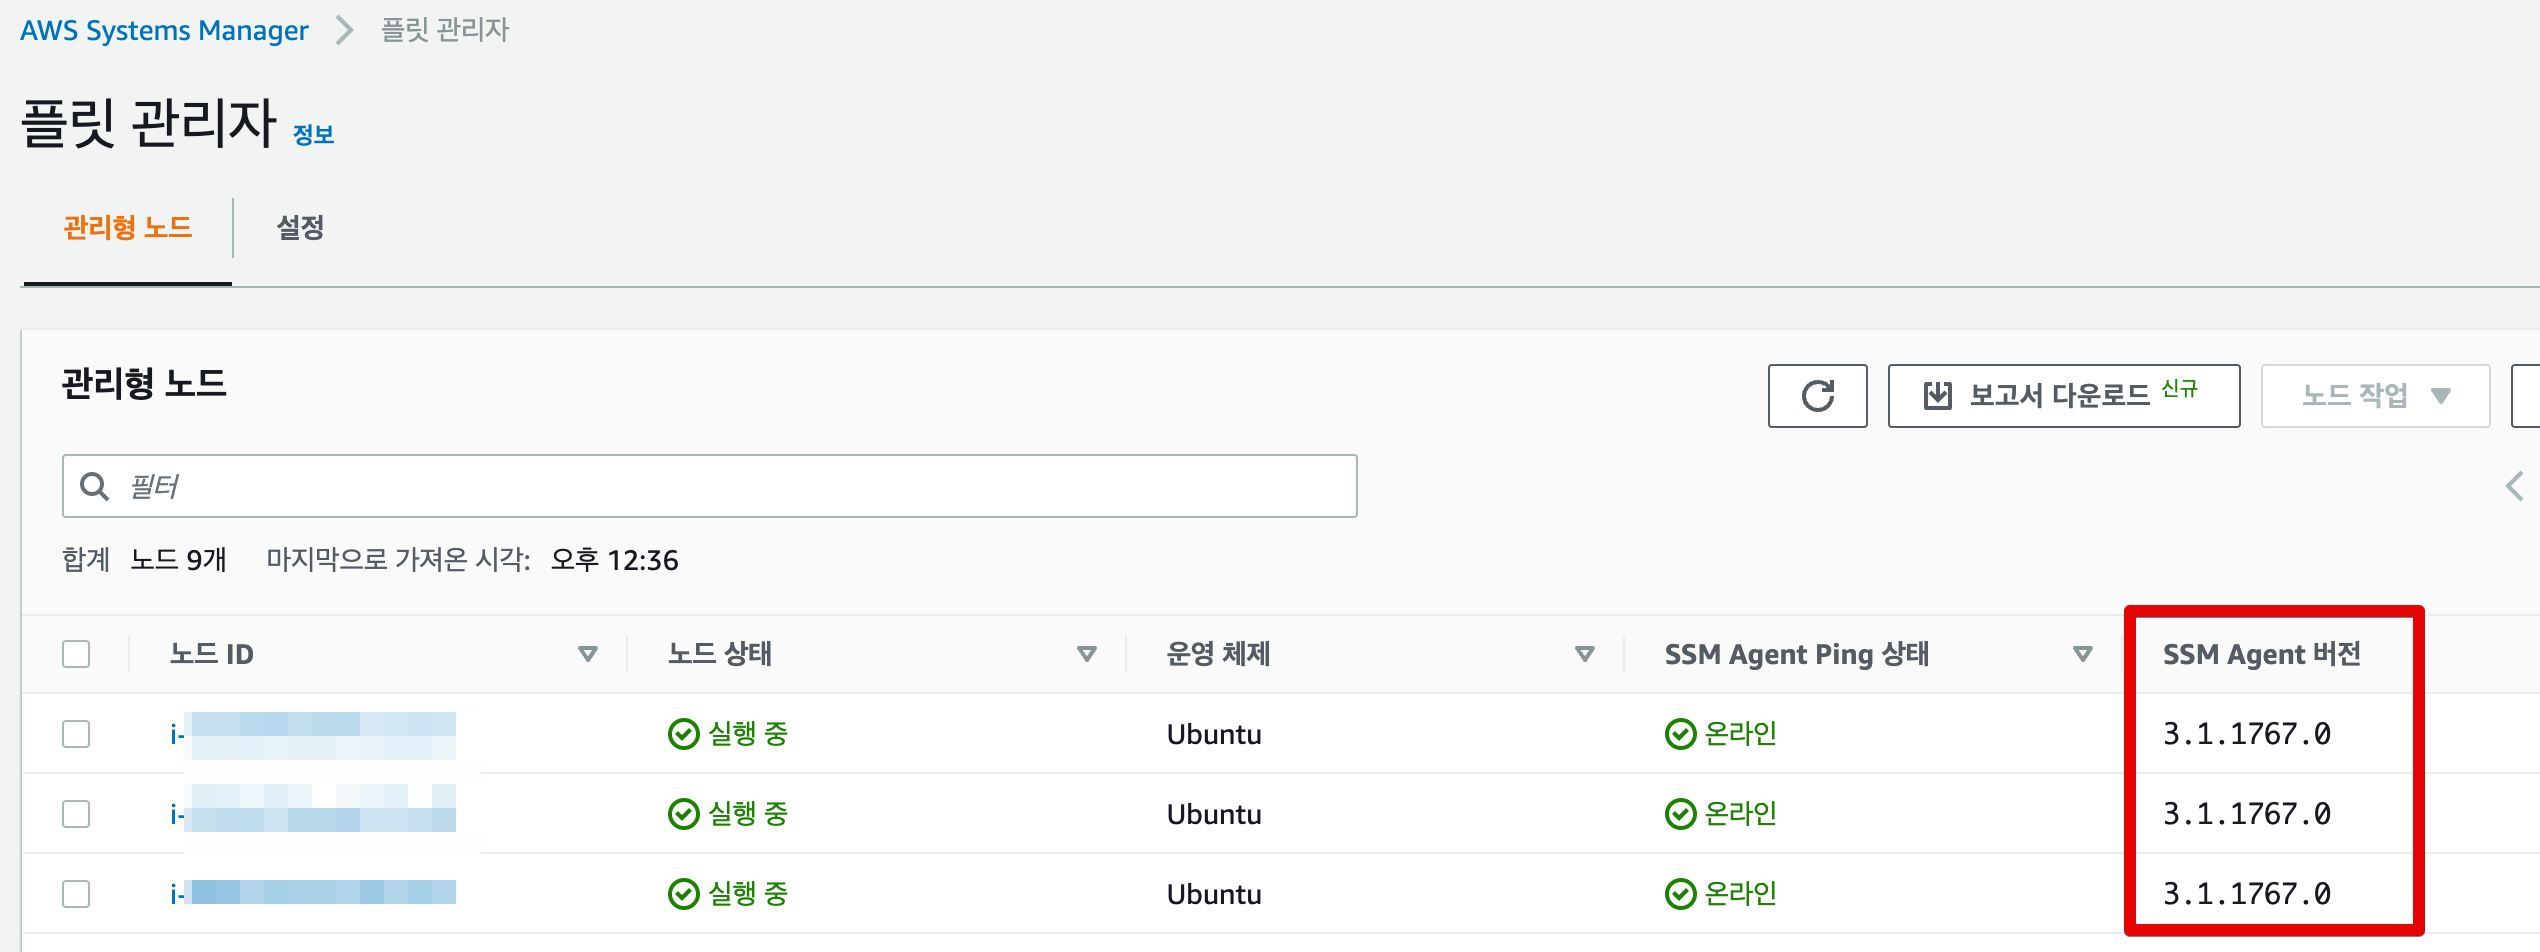 AWS Systems Manager > 플릿 관리자
플릿 관리자 정보
관리형 노드 설정
관리형 노드
보고서 다운로드 신규 노드 작업
필터
합계 노드 9개 마지막으로 가져온 시각: 오후 12:36
노드 ID 노드 상태 운영 체제 SSM Agent Ping 상태 SSM Agent 버전
i- 실행 중 Ubuntu 온라인 3.1.1767.0
i- 실행 중 Ubuntu 온라인 3.1.1767.0
i- 실행 중 Ubuntu 온라인 3.1.1767.0